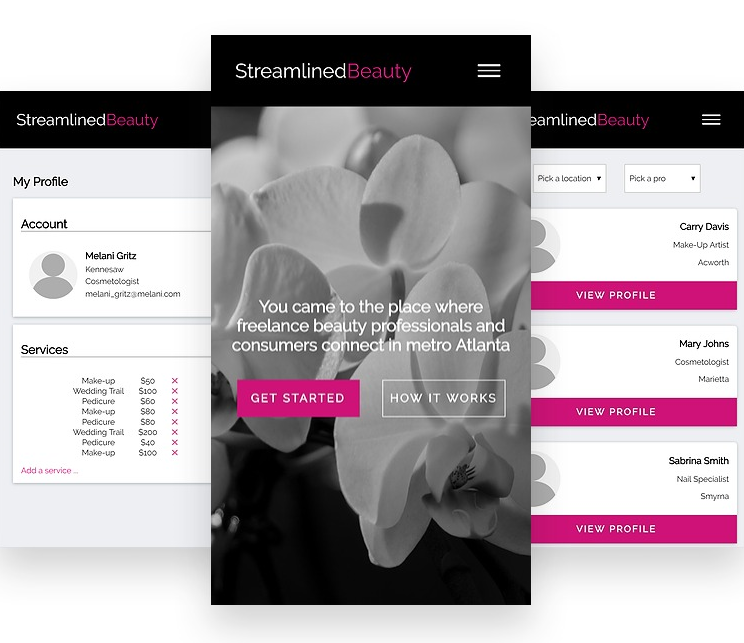 StreamlinedBeauty
My Profile
Account
Melani Gritz
Kennesaw
Cosmetologist
melani_gritz@melani.com
Services
Make-up $50 ✕
Wedding Trail $100 ✕
Pedicure $60 ✕
Make-up $80 ✕
Pedicure $80 ✕
Wedding Trail $200 ✕
Pedicure $40 ✕
Make-up $100 ✕
Add a service ...
StreamlinedBeauty
You came to the place where
freelance beauty professionals and
consumers connect in metro Atlanta
GET STARTED HOW IT WORKS
eamlinedBeauty
Pick a location ▾ Pick a pro ▾
Carry Davis
Make-Up Artist
Acworth
VIEW PROFILE
Mary Johns
Cosmetologist
Marietta
VIEW PROFILE
Sabrina Smith
Nail Specialist
Smyrna
VIEW PROFILE